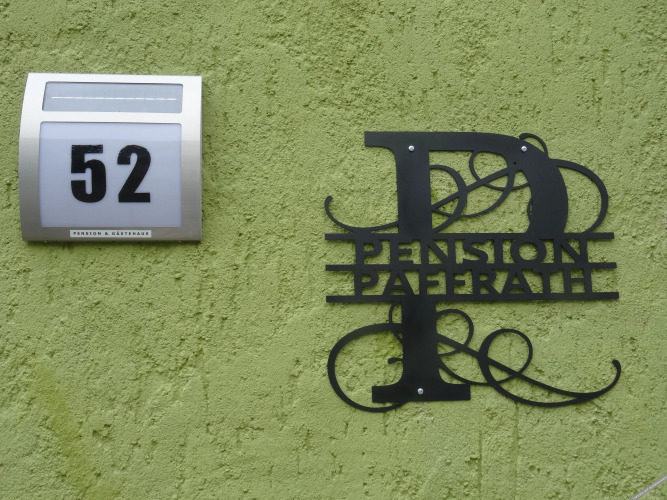 52
PENSION & GÄSTEHAUS
P
PENSION
PAFFRATH